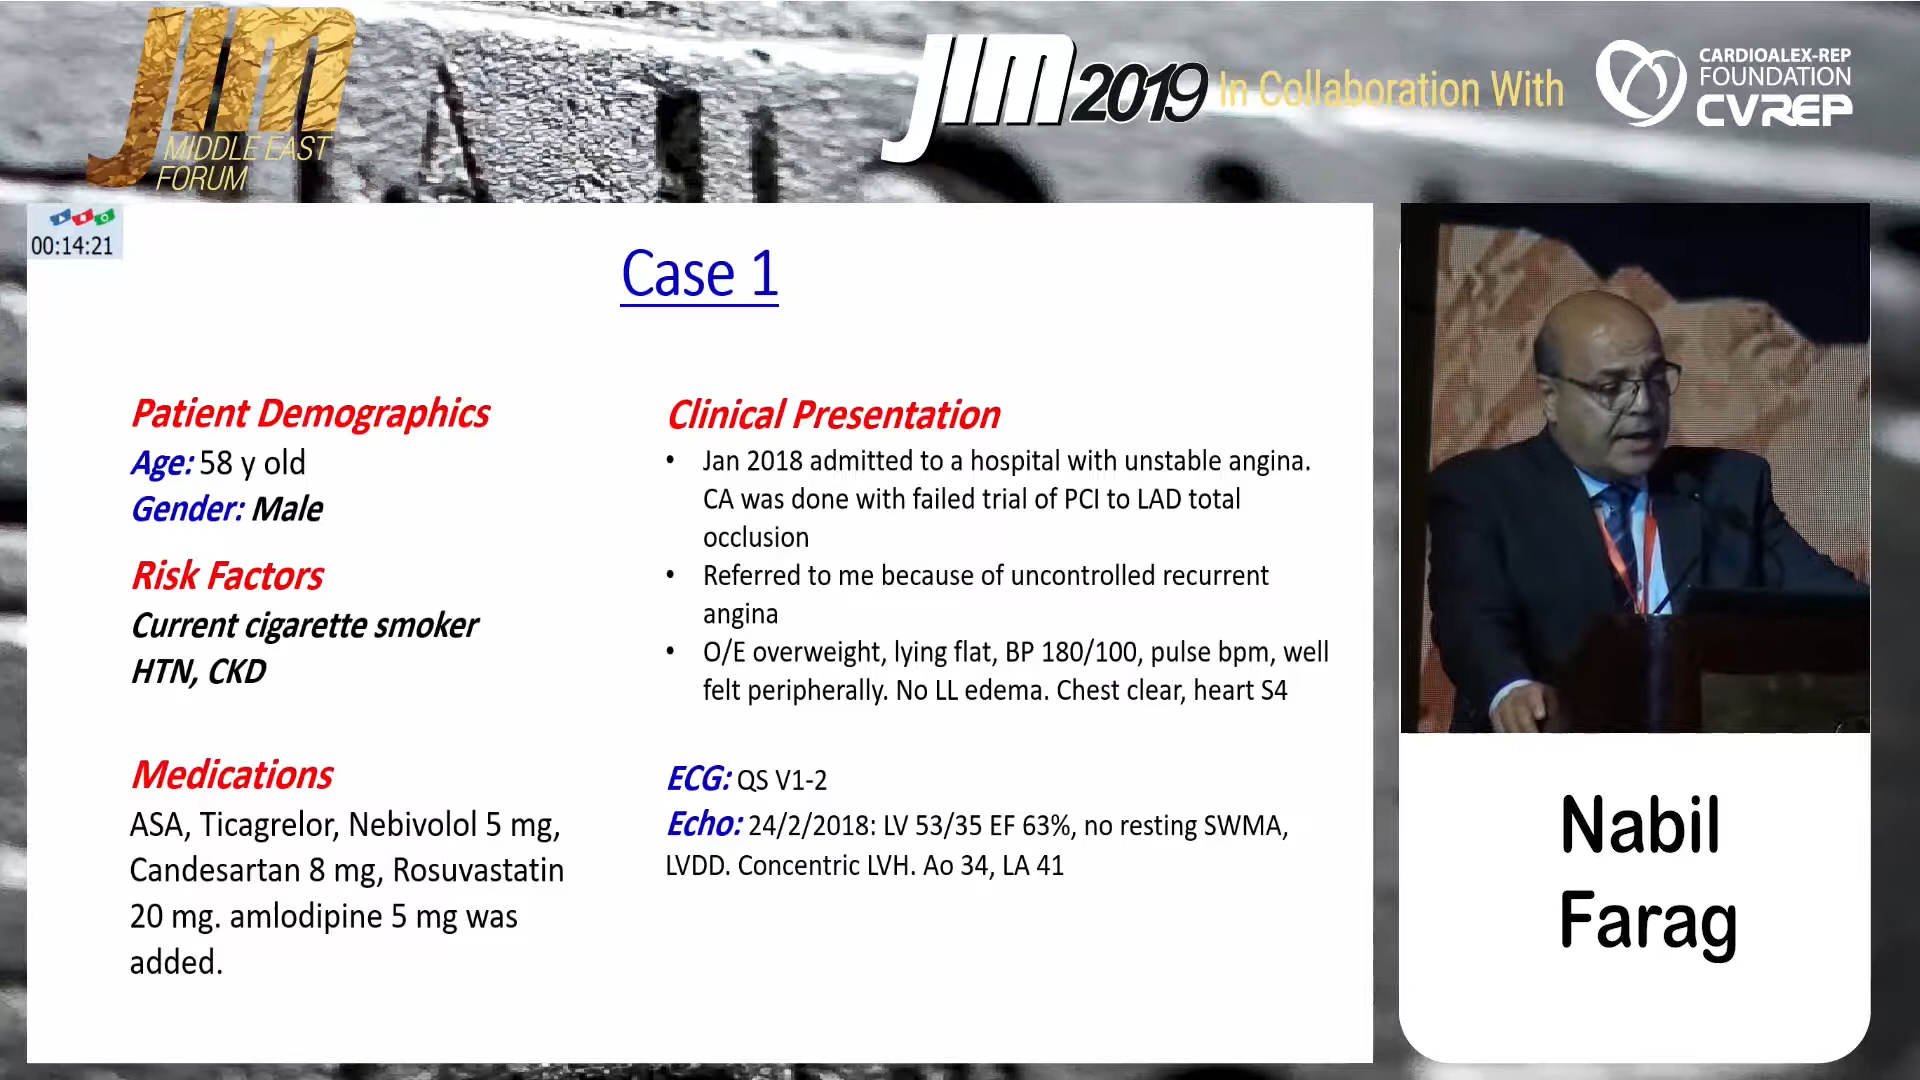 JIM
MIDDLE EAST
FORUM
JIM 2019 In Collaboration With
CARDIOALEX-REP
FOUNDATION
CVREP
00:14:21
Case 1
Patient Demographics
Age: 58 y old
Gender: Male
Risk Factors
Current cigarette smoker
HTN, CKD
Medications
ASA, Ticagrelor, Nebivolol 5 mg,
Candesartan 8 mg, Rosuvastatin
20 mg. amlodipine 5 mg was
added.
Clinical Presentation
• Jan 2018 admitted to a hospital with unstable angina.
CA was done with failed trial of PCI to LAD total
occlusion
• Referred to me because of uncontrolled recurrent
angina
• O/E overweight, lying flat, BP 180/100, pulse bpm, well
felt peripherally. No LL edema. Chest clear, heart S4
ECG: QS V1-2
Echo: 24/2/2018: LV 53/35 EF 63%, no resting SWMA,
LVDD. Concentric LVH. Ao 34, LA 41
Nabil
Farag